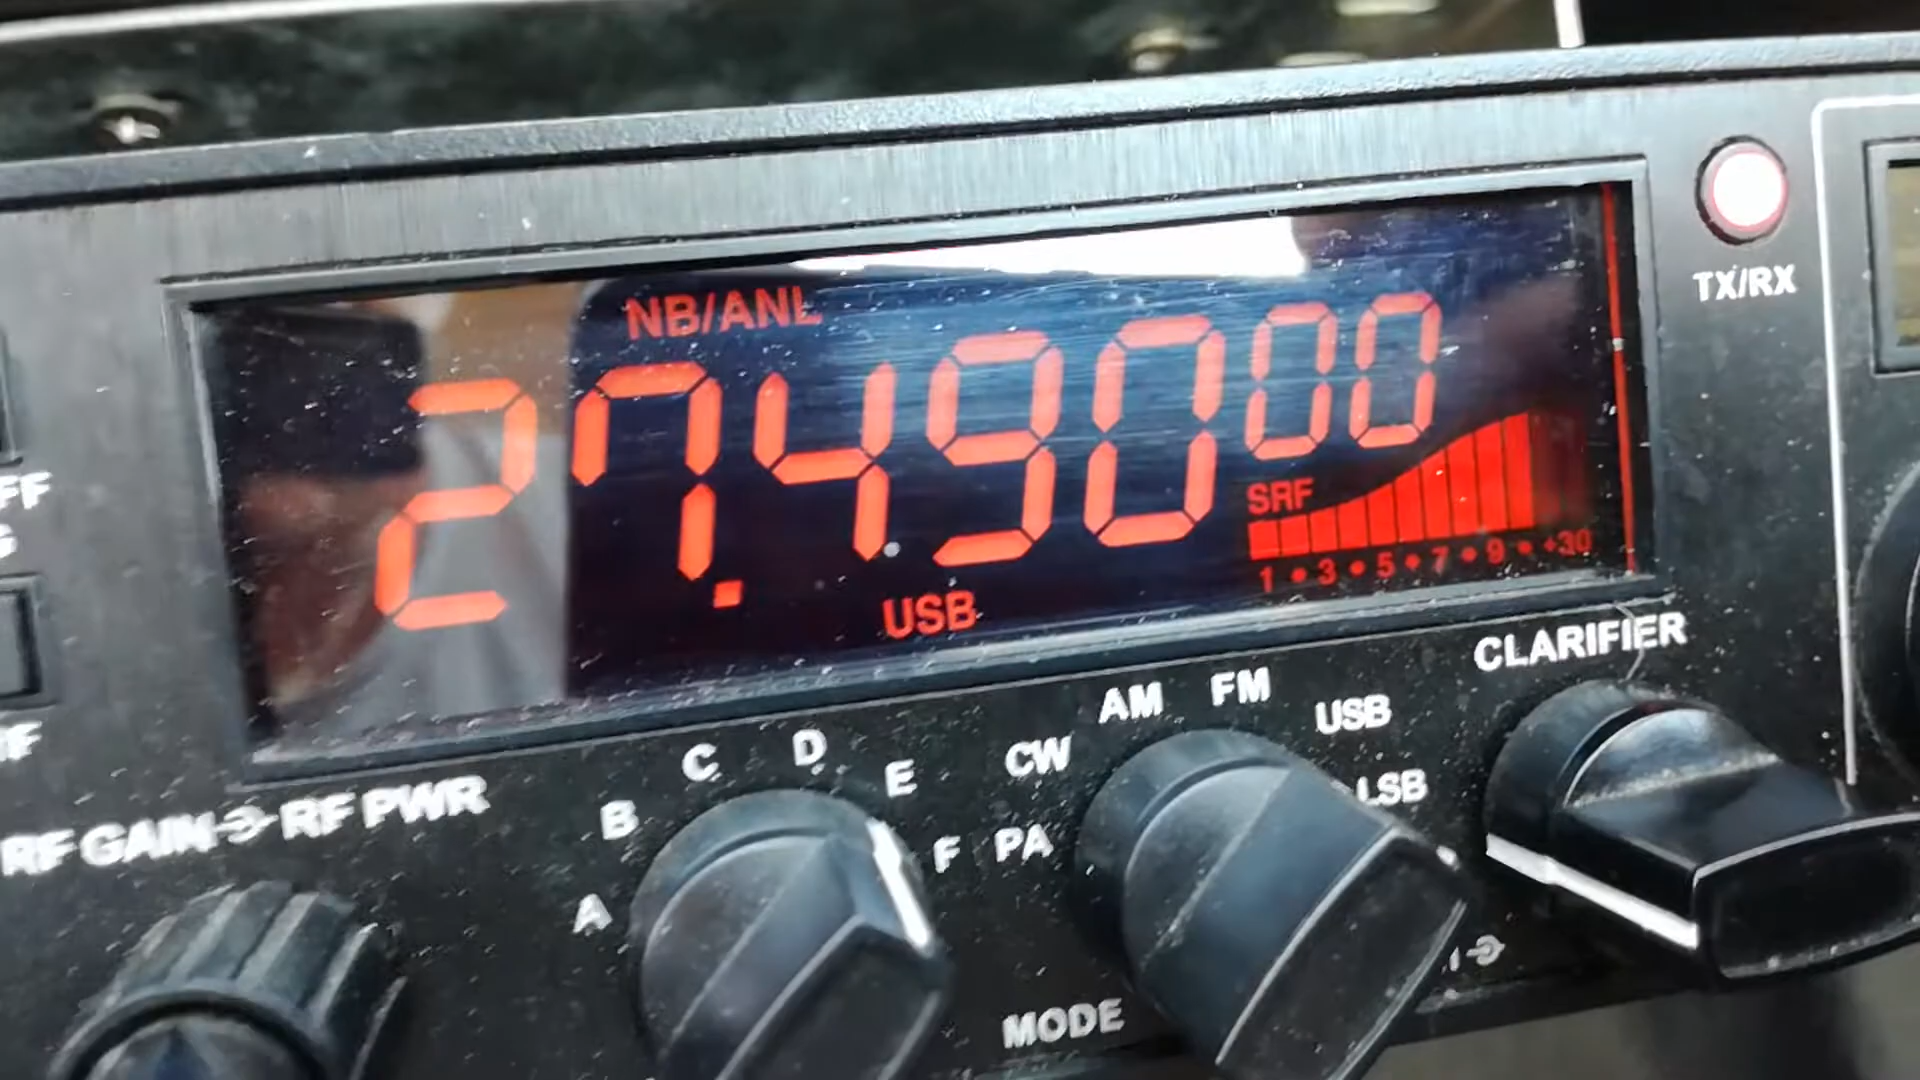 NB/ANL
27.49000
SRF
1 • 3 • 5 • 7 • 9 • +30
USB
TX/RX
CLARIFIER
RF GAIN RF PWR
A B C D E F
PA CW AM FM USB LSB
MODE